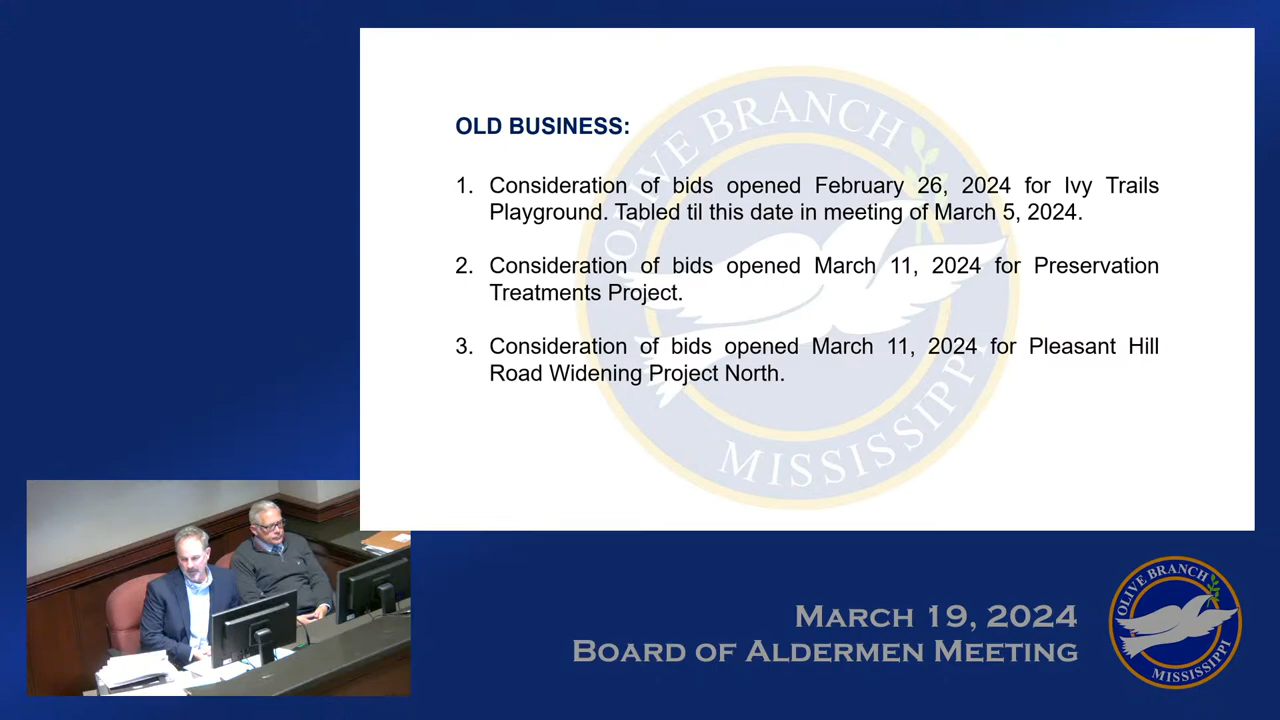 OLIVE BRANCH
OLD BUSINESS:
1. Consideration of bids opened February 26, 2024 for Ivy Trails
Playground. Tabled til this date in meeting of March 5, 2024.
2. Consideration of bids opened March 11, 2024 for Preservation
Treatments Project.
3. Consideration of bids opened March 11, 2024 for Pleasant Hill
Road Widening Project North.
MISSISSIPPI
MARCH 19, 2024
BOARD OF ALDERMEN MEETING
OLIVE BRANCH
MISSISSIPPI